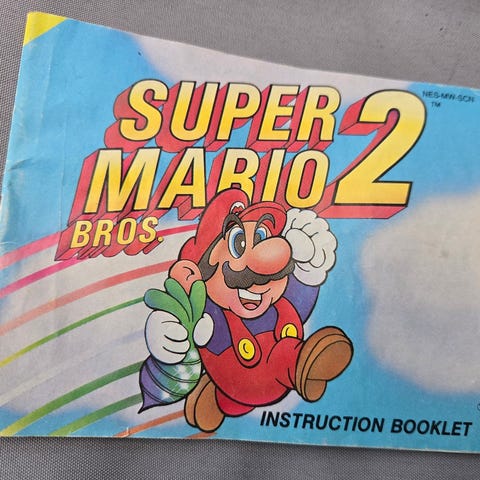 NES-MW-SCN
SUPER
MARIO 2
BROS.
TM
INSTRUCTION BOOKLET